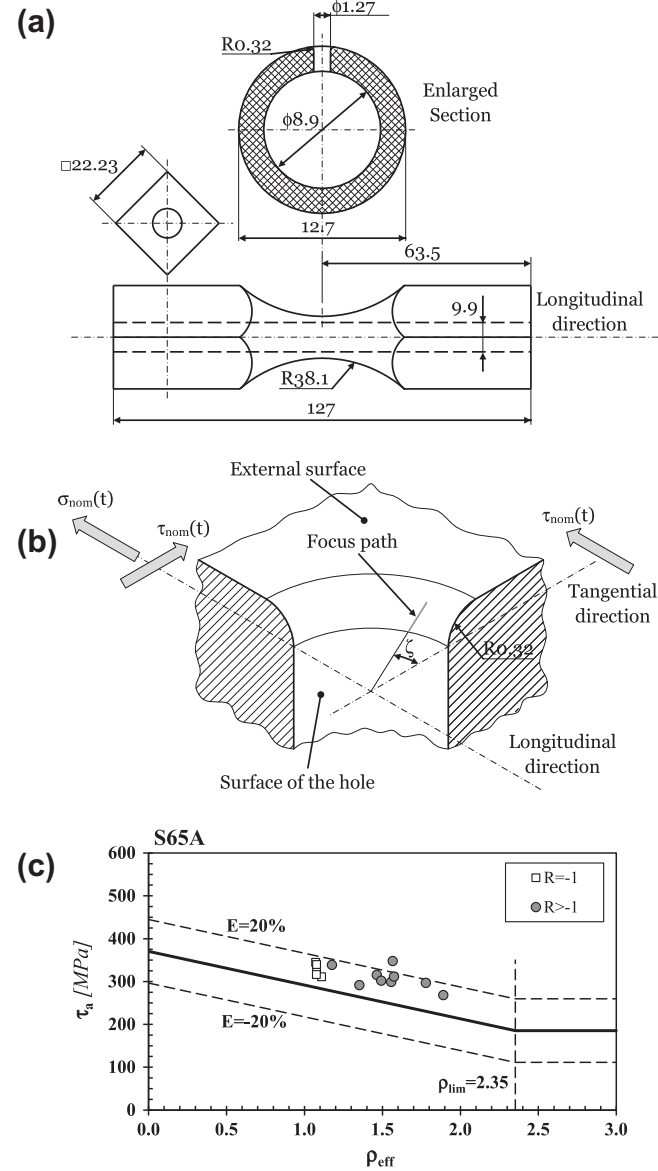 (a)
ϕ1.27
R0.32
Enlarged
Section
ϕ8.9
□22.23
12.7
63.5
9.9
Longitudinal
direction
R38.1
127
(b)
External surface
σnom(t)
τnom(t)
τnom(t)
Focus path
Tangential
direction
ζ
R0.32
Longitudinal
direction
Surface of the hole
(c)
S65A
600
500
400
300
200
100
0
τa [MPa]
E=20%
E=-20%
R=-1
R>-1
ρlim=2.35
0.0 0.5 1.0 1.5 2.0 2.5 3.0
ρeff